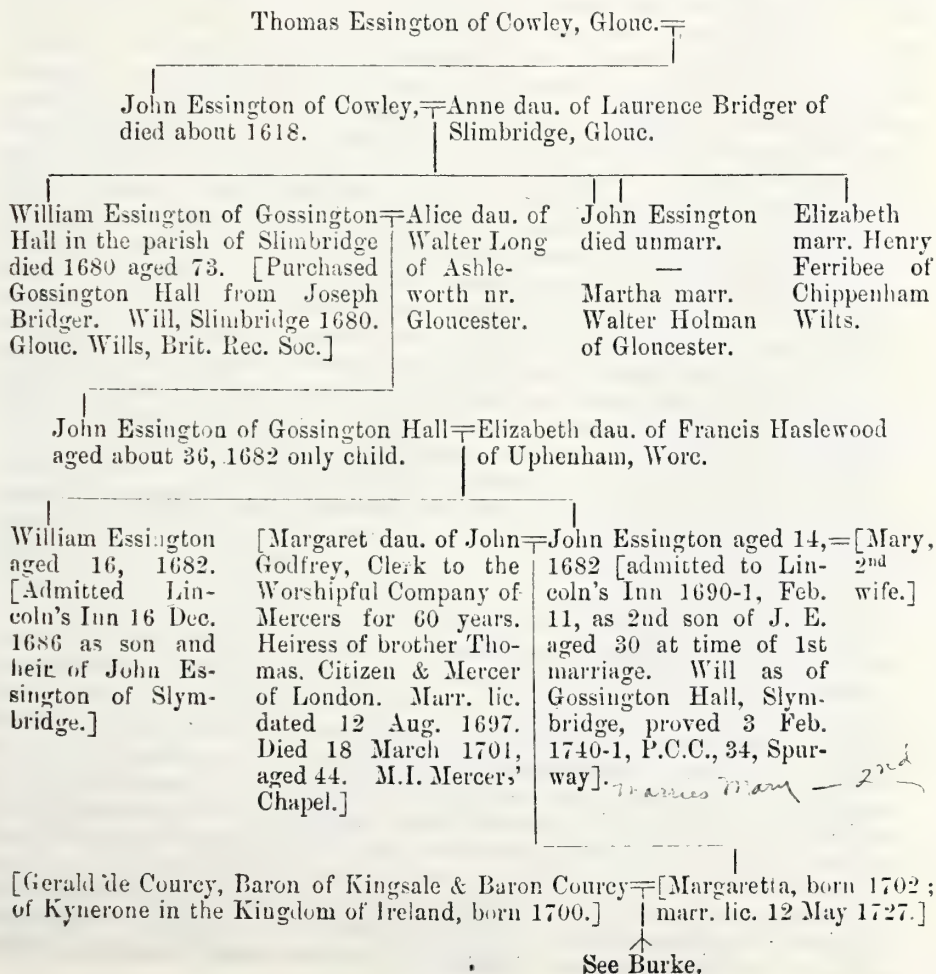 Thomas Essington of Cowley, Glouc.=
John Essington of Cowley,=Anne dau. of Laurence Bridger of
died about 1618. Slimbridge, Glouc.
William Essington of Gossington=
Hall in the parish of Slimbridge
died 1680 aged 73. [Purchased
Gossington Hall from Joseph
Bridger. Will, Slimbridge 1680.
Glouc. Wills, Brit. Rec. Soc.]
Alice dau. of
Walter Long
of Ashle-
worth nr.
Gloucester.
John Essington
died unmarr.
—
Martha marr.
Walter Holman
of Gloncester.
Elizabeth
marr. Henry
Ferribee of
Chippenham
Wilts.
John Essington of Gossington Hall=Elizabeth dau. of Francis Haslewood
aged about 36, 1682 only child. of Uphenham, Worc.
William Essington
aged 16, 1682.
[Admitted Lin-
coln's Inn 16 Dec.
1686 as son and
heir of John Es-
sington of Slym-
bridge.]
[Margaret dau. of John=
Godfrey, Clerk to the
Worshipful Company of
Mercers for 60 years.
Heiress of brother Tho-
mas. Citizen & Mercer
of London. Marr. lic.
dated 12 Aug. 1697.
Died 18 March 1701,
aged 44. M.I. Mercers'
Chapel.]
John Essington aged 14,=
1682 [admitted to Lin-
coln's Inn 1690-1, Feb.
11, as 2nd son of J. E.
aged 30 at time of 1st
marriage. Will as of
Gossington Hall, Slym-
bridge, proved 3 Feb.
1740-1, P.C.C., 34, Spur-
way].
[Mary,
2nd
wife.]
marries Mary — 2nd
[Gerald de Courcy, Baron of Kingsale & Baron Courcy=[Margaretta, born 1702;
of Kynerone in the Kingdom of Ireland, born 1700.] marr. lic. 12 May 1727.]
See Burke.